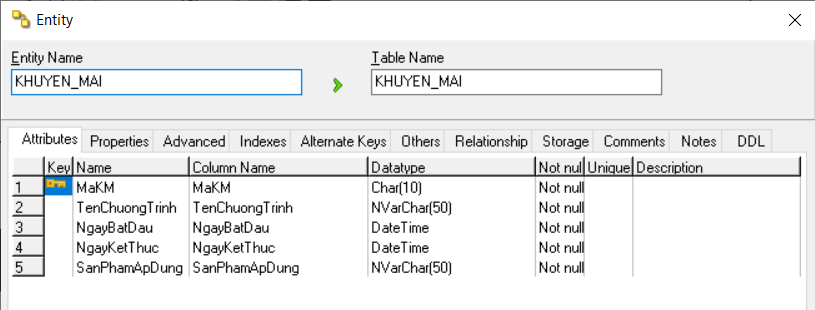 Entity
Entity Name Table Name
KHUYEN_MAI KHUYEN_MAI
Attributes Properties Advanced Indexes Alternate Keys Others Relationship Storage Comments Notes DDL
Key Name Column Name Datatype Not nul Unique Description
1 MaKM MaKM Char(10) Not null
2 TenChuongTrinh TenChuongTrinh NVarChar(50) Not null
3 NgayBatDau NgayBatDau DateTime Not null
4 NgayKetThuc NgayKetThuc DateTime Not null
5 SanPhamApDung SanPhamApDung NVarChar(50) Not null